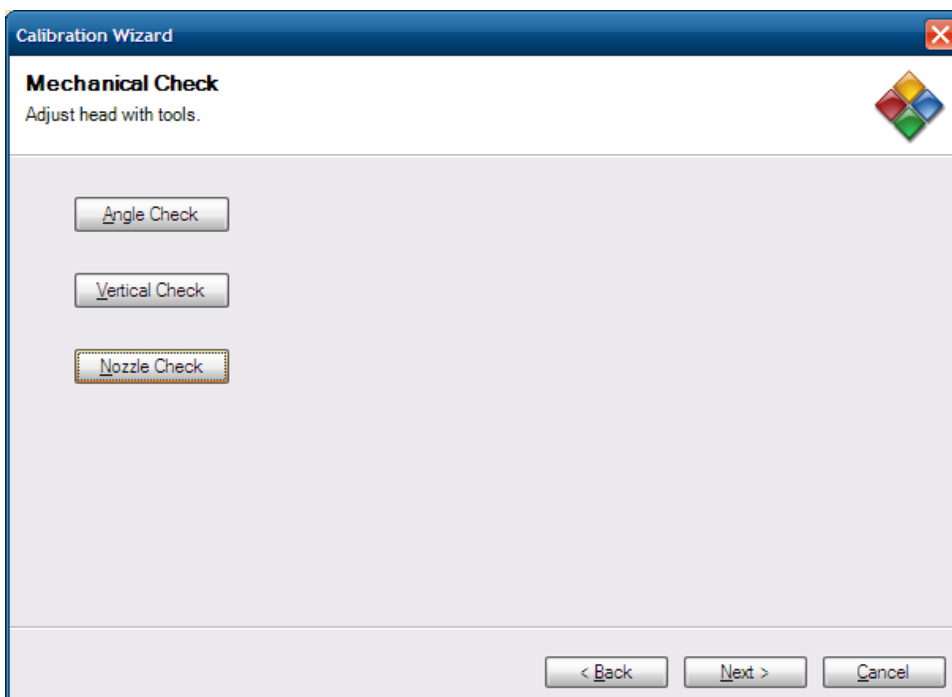 Calibration Wizard
Mechanical Check
Adjust head with tools.
Angle Check
Vertical Check
Nozzle Check
< Back Next > Cancel